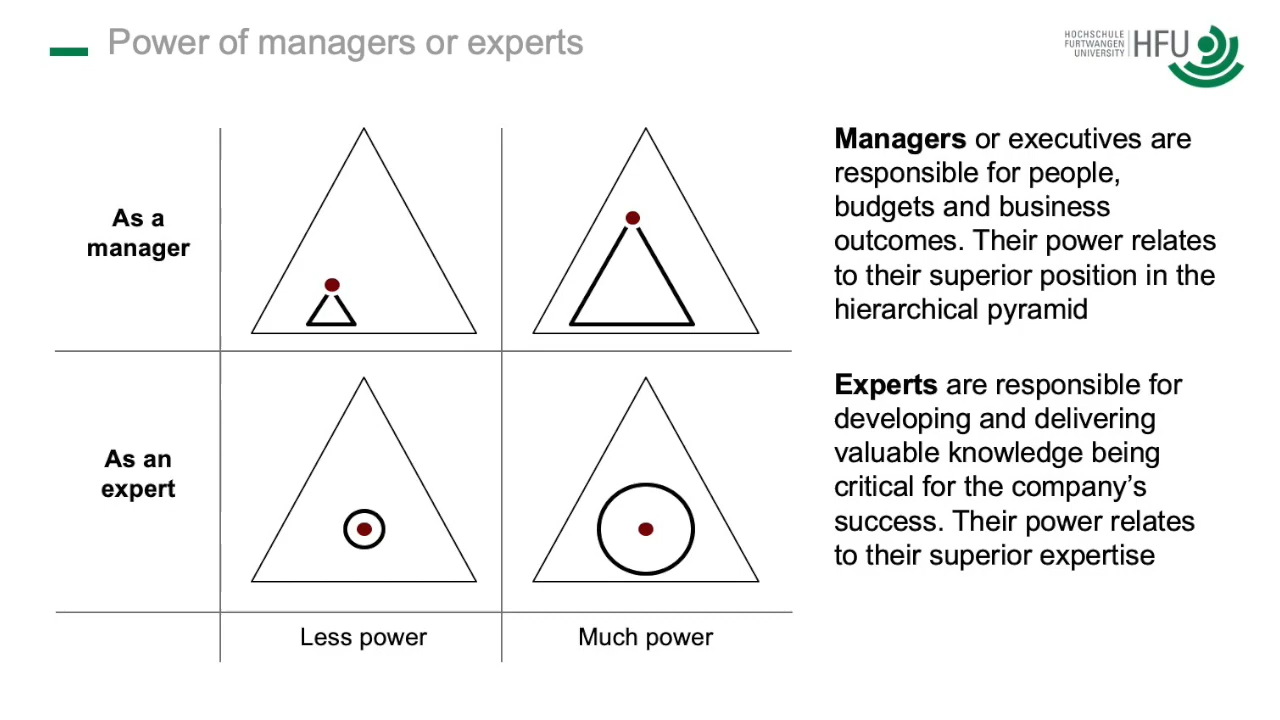 Power of managers or experts
HOCHSCHULE
FURTWANGEN
UNIVERSITY
HFU
As a
manager
As an
expert
Less power
Much power
Managers or executives are
responsible for people,
budgets and business
outcomes. Their power relates
to their superior position in the
hierarchical pyramid
Experts are responsible for
developing and delivering
valuable knowledge being
critical for the company’s
success. Their power relates
to their superior expertise